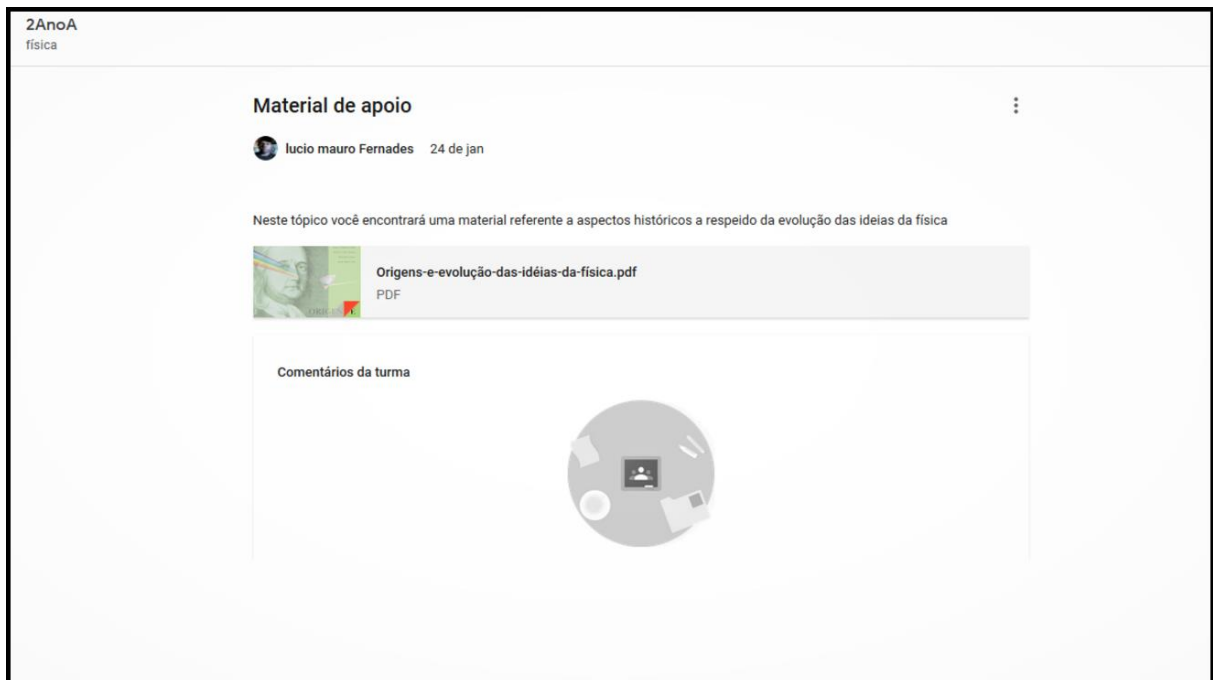 2AnoA
física
Material de apoio
lucio mauro Fernades 24 de jan
Neste tópico você encontrará uma material referente a aspectos históricos a respeido da evolução das ideias da física
Origens-e-evolução-das-idéias-da-física.pdf
PDF
Comentários da turma